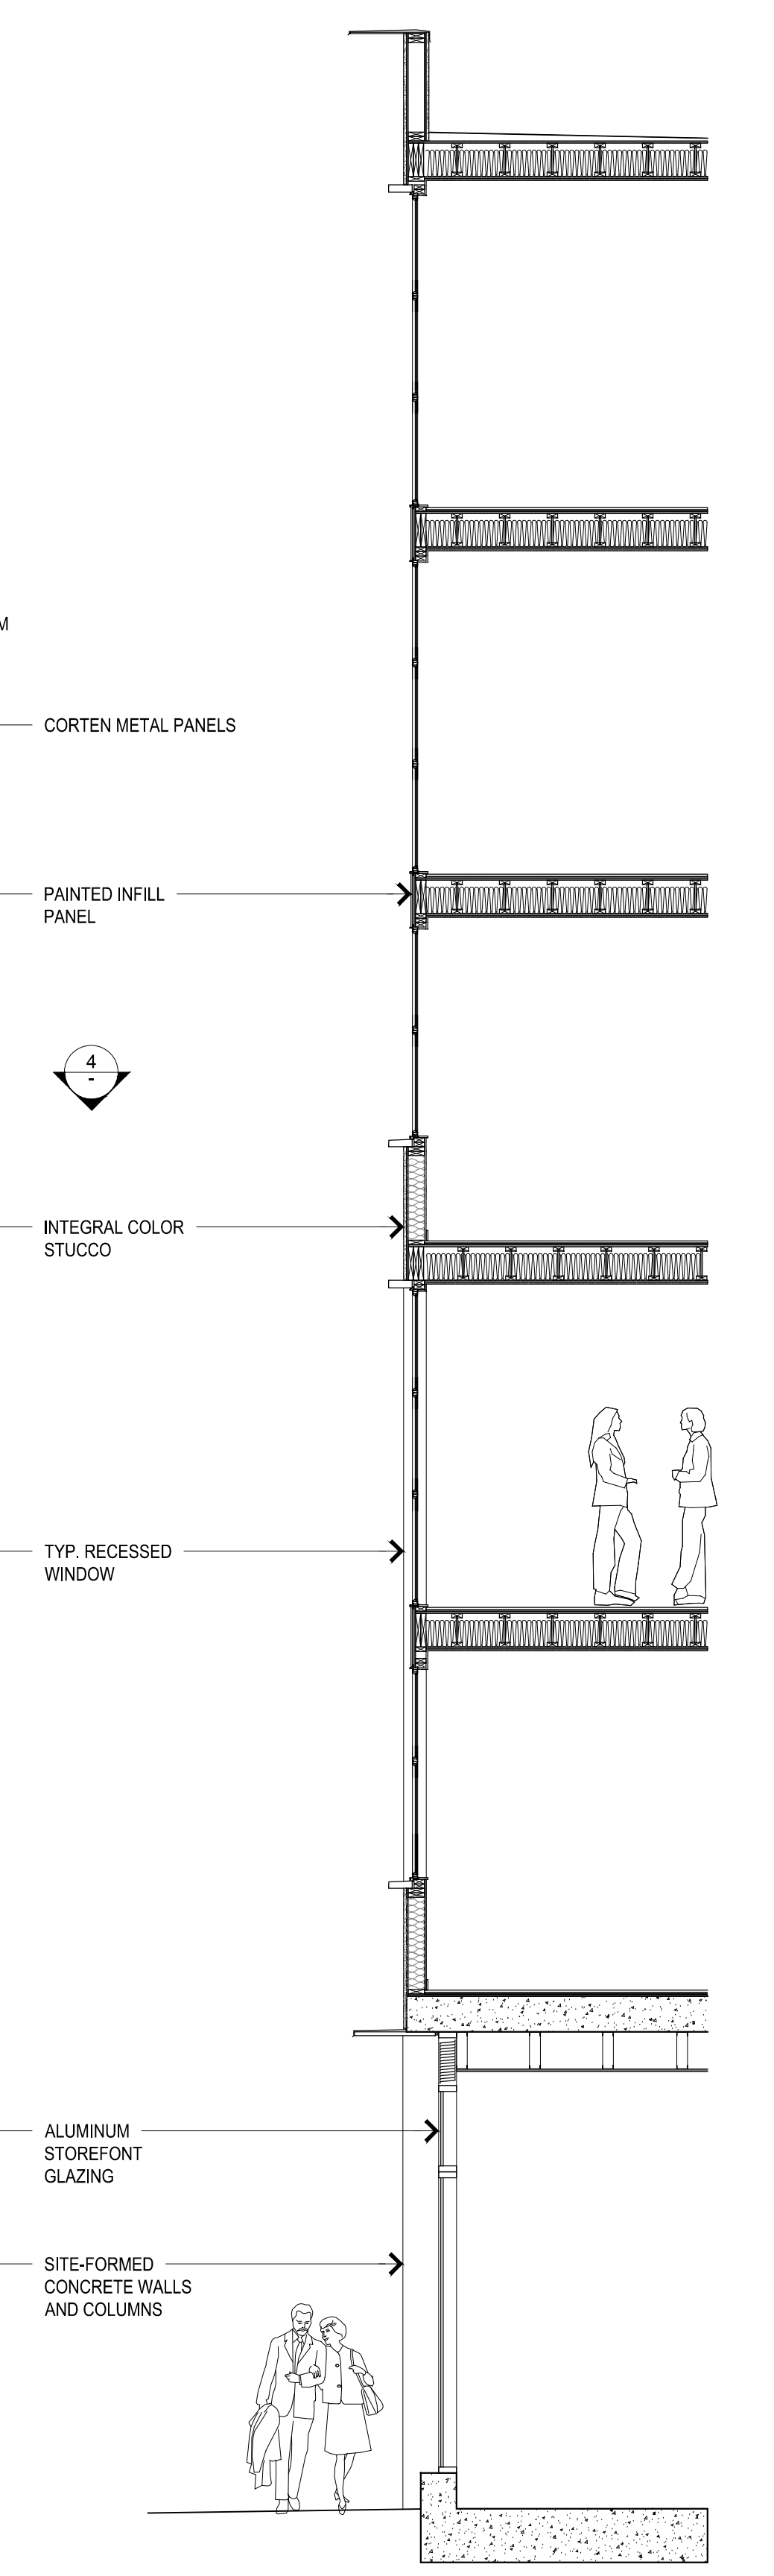 M
CORTEN METAL PANELS
PAINTED INFILL
PANEL
4
-
INTEGRAL COLOR
STUCCO
TYP. RECESSED
WINDOW
ALUMINUM
STOREFONT
GLAZING
SITE-FORMED
CONCRETE WALLS
AND COLUMNS